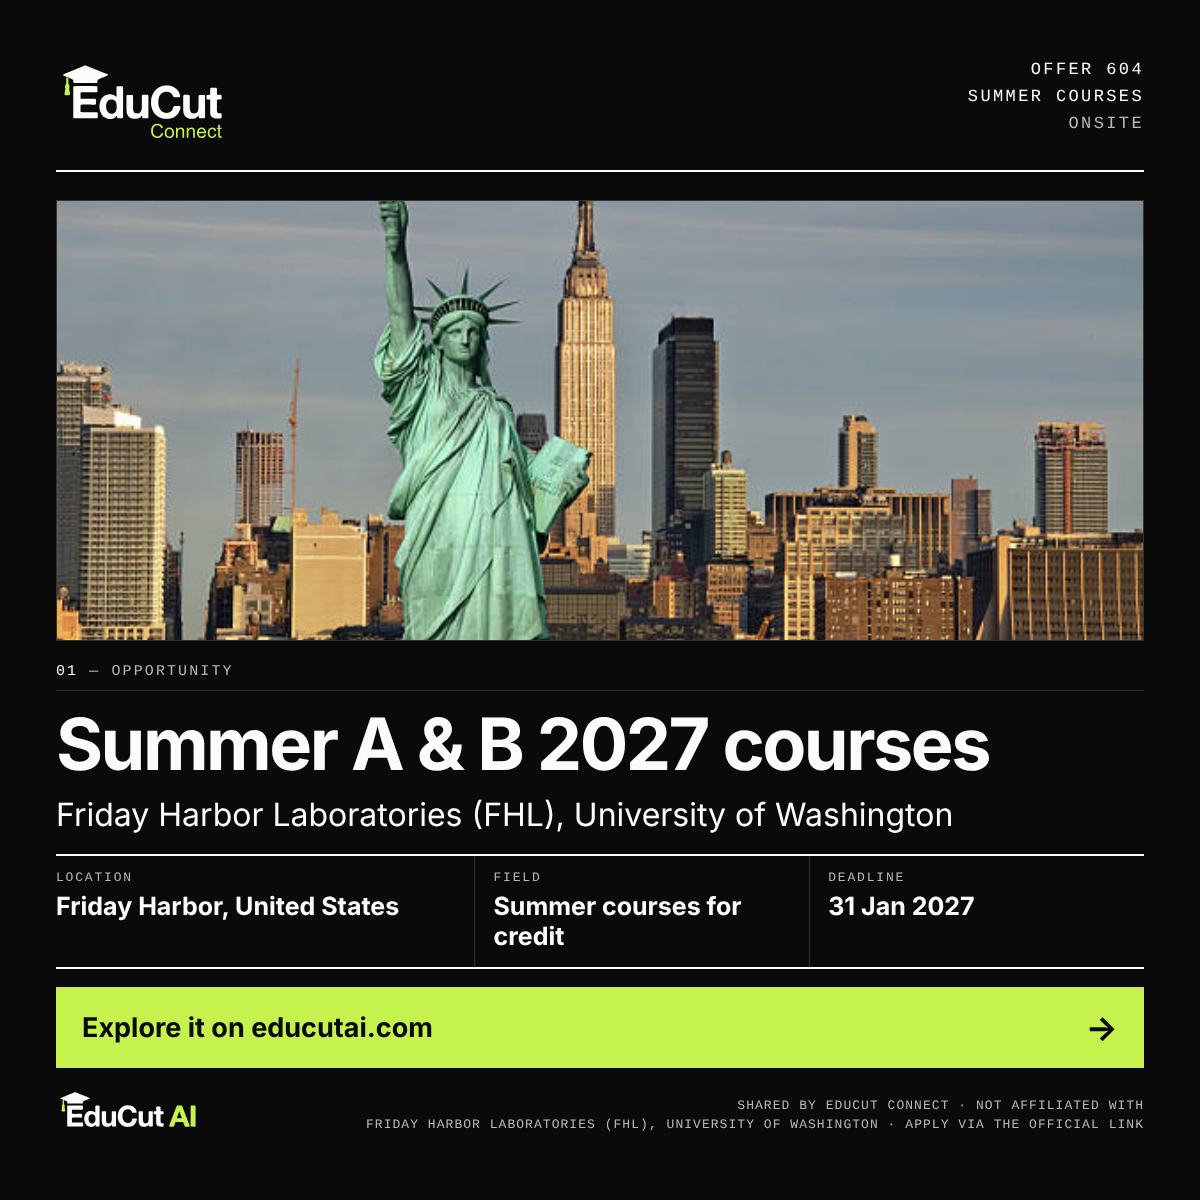 EduCut
Connect
OFFER 604
SUMMER COURSES
ONSITE
01 — OPPORTUNITY
Summer A & B 2027 courses
Friday Harbor Laboratories (FHL), University of Washington
LOCATION
Friday Harbor, United States
FIELD
Summer courses for
credit
DEADLINE
31 Jan 2027
Explore it on educutai.com →
EduCut AI
SHARED BY EDUCUT CONNECT · NOT AFFILIATED WITH
FRIDAY HARBOR LABORATORIES (FHL), UNIVERSITY OF WASHINGTON · APPLY VIA THE OFFICIAL LINK